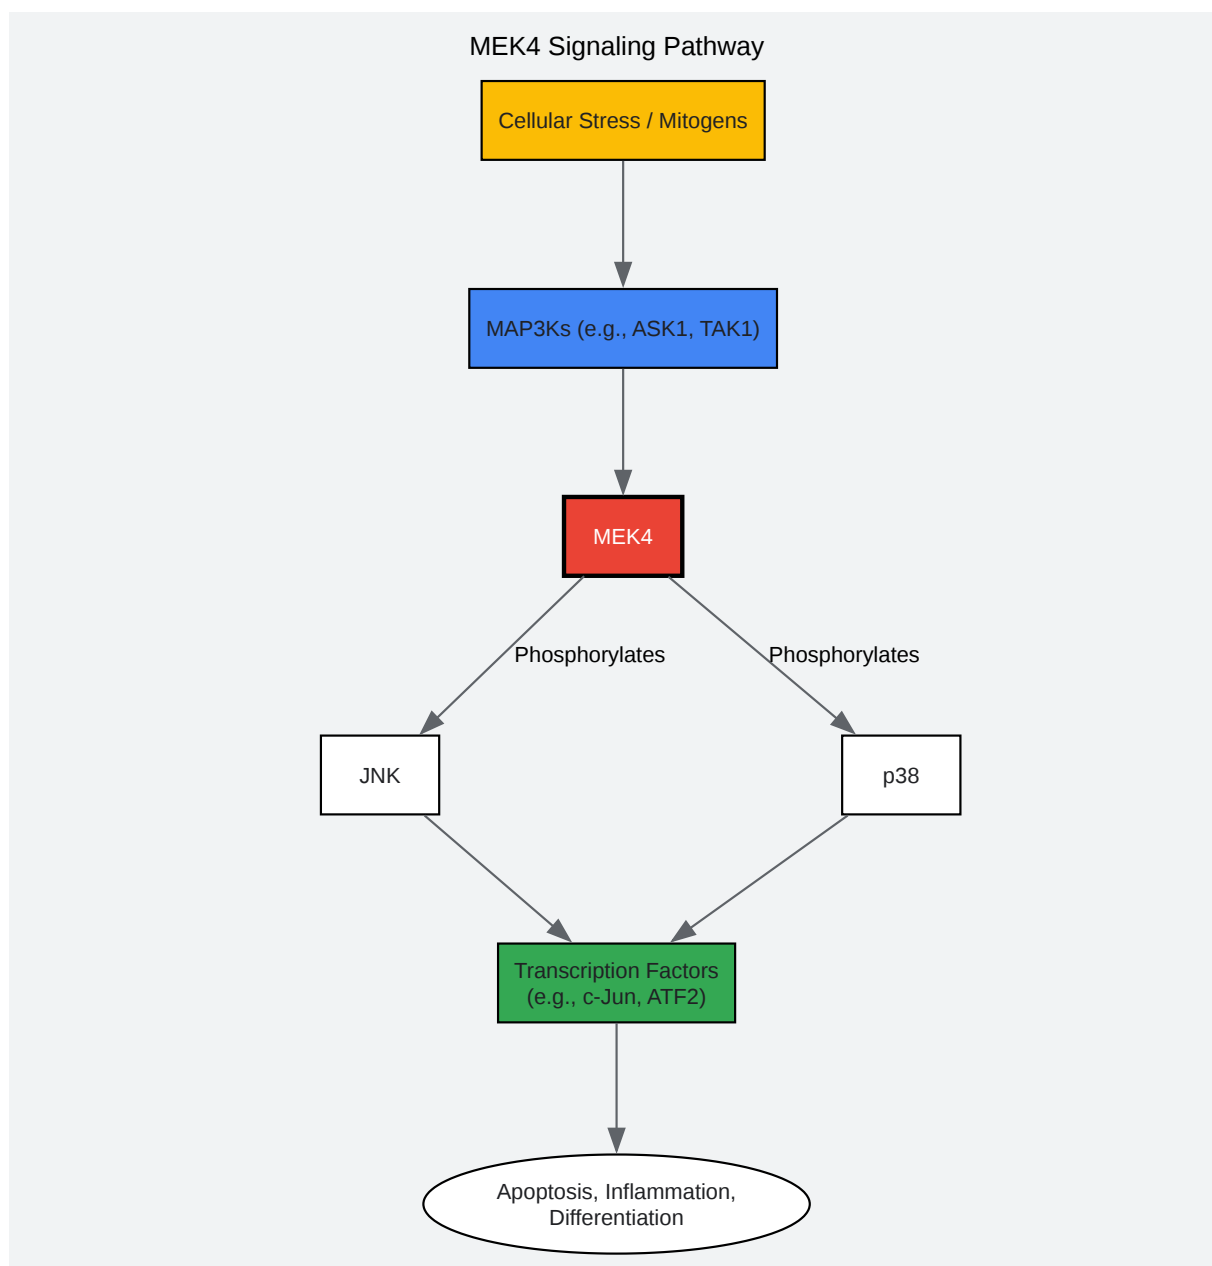 MEK4 Signaling Pathway
Cellular Stress / Mitogens
MAP3Ks (e.g., ASK1, TAK1)
MEK4
Phosphorylates
Phosphorylates
JNK
p38
Transcription Factors
(e.g., c-Jun, ATF2)
Apoptosis, Inflammation,
Differentiation